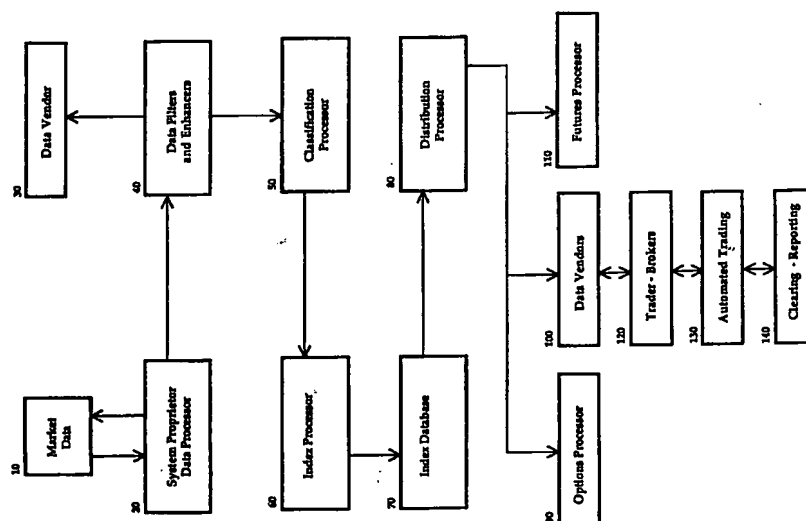 10
Market
Data
20
System Proprietor
Data Processor
30
Data Vendor
40
Data Filters
and Enhancers
50
Classification
Processor
60
Index Processor
70
Index Database
80
Distribution
Processor
90
Options Processor
100
Data Vendors
110
Futures Processor
120
Trader - Brokers
130
Automated Trading
140
Clearing - Reporting